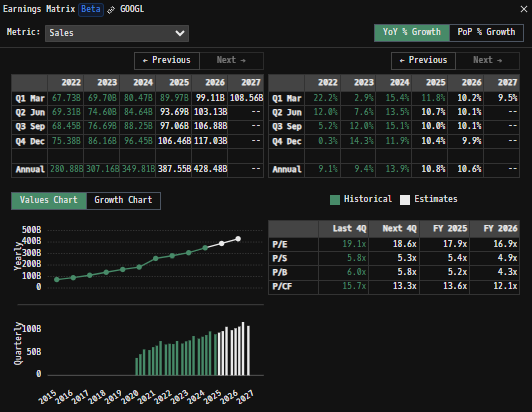 Earnings Matrix Beta GOOGL ×
Metric: Sales YoY % Growth PoP % Growth
← Previous Next → ← Previous Next →
2022 2023 2024 2025 2026 2027
Q1 Mar 67.73B 69.70B 80.47B 89.97B 99.11B 108.56B
Q2 Jun 69.31B 74.60B 84.64B 93.69B 103.13B --
Q3 Sep 68.45B 76.69B 88.25B 97.06B 106.88B --
Q4 Dec 75.38B 86.16B 96.45B 106.46B 117.03B --
Annual 280.88B 307.16B 349.81B 387.55B 428.48B --
2022 2023 2024 2025 2026 2027
Q1 Mar 22.2% 2.9% 15.4% 11.8% 10.2% 9.5%
Q2 Jun 12.0% 7.6% 13.5% 10.7% 10.1% --
Q3 Sep 5.2% 12.0% 15.1% 10.0% 10.1% --
Q4 Dec 0.3% 14.3% 11.9% 10.4% 9.9% --
Annual 9.1% 9.4% 13.9% 10.8% 10.6% --
Values Chart Growth Chart Historical Estimates
500B
400B
300B
200B
100B
0
Yearly
100B
50B
0
Quarterly
2015 2016 2017 2018 2019 2020 2021 2022 2023 2024 2025 2026 2027
Last 4Q Next 4Q FY 2025 FY 2026
P/E 19.1x 18.6x 17.9x 16.9x
P/S 5.8x 5.3x 5.4x 4.9x
P/B 6.0x 5.8x 5.2x 4.3x
P/CF 15.7x 13.3x 13.6x 12.1x